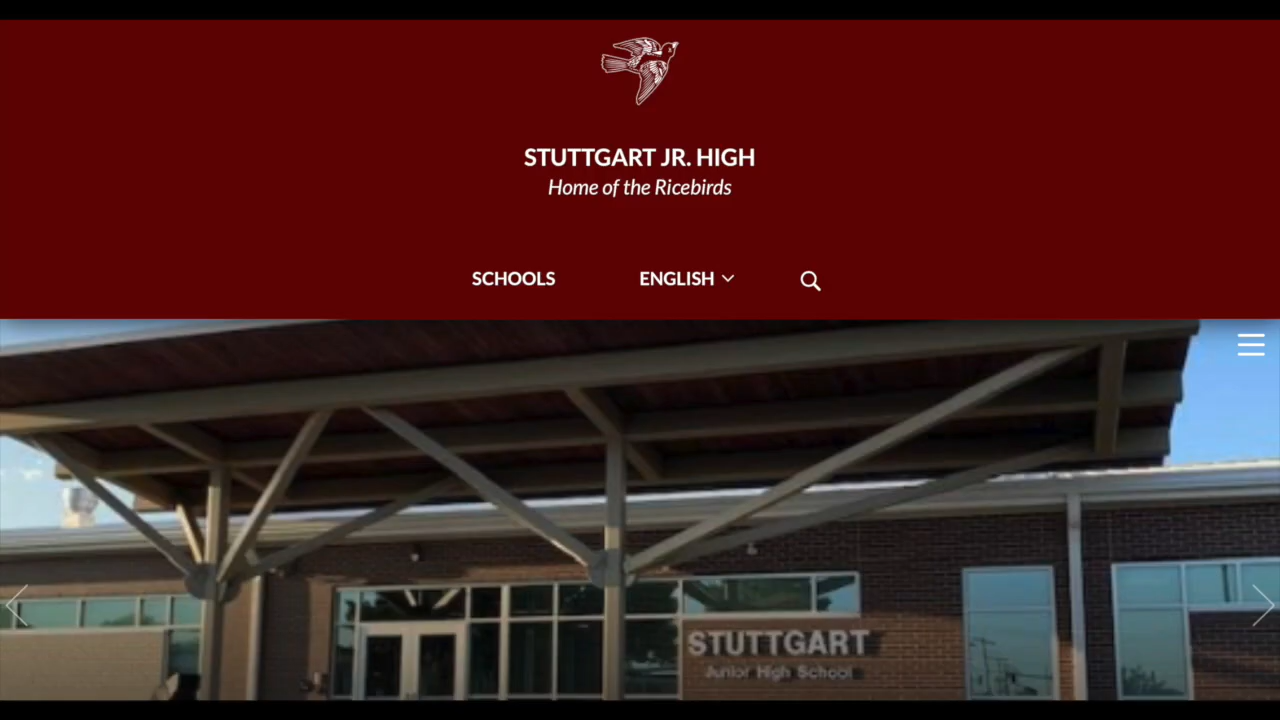 STUTTGART JR. HIGH
Home of the Ricebirds
SCHOOLS
ENGLISH
STUTTGART
Junior High School